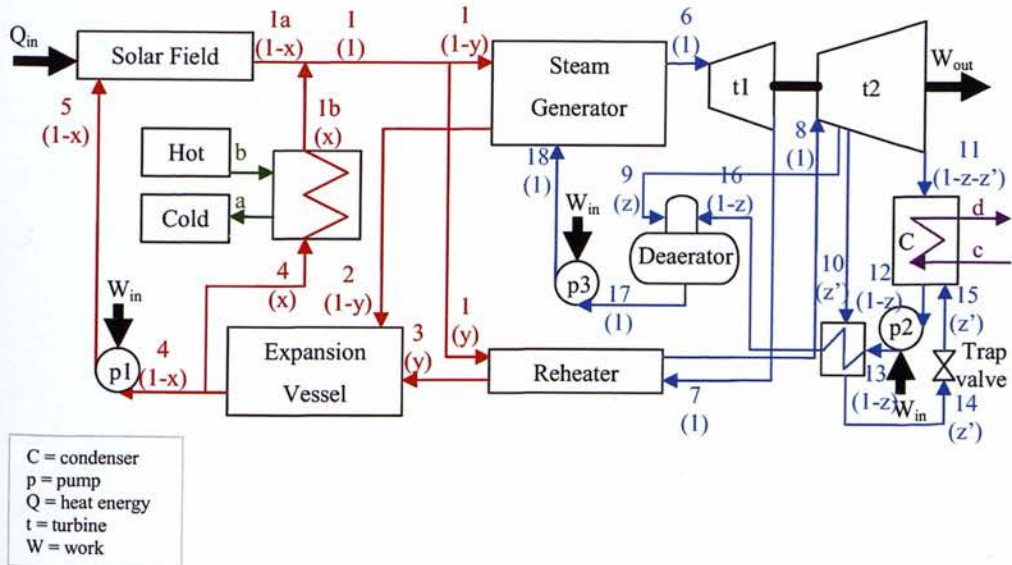 1a
(1-x)
1
(1)
1
(1-y)
6
(1)
Q_in
Solar Field
Steam
Generator
t1
t2
W_out
5
(1-x)
1b
(x)
Hot
b
Cold
a
18
(1)
9
(z)
16
(1-z)
8
(1)
11
(1-z-z')
W_in
Deaerator
d
C
c
4
(x)
2
(1-y)
p3
17
(1)
10
(z')
12
(1-z)
15
(z')
W_in
p1
4
(1-x)
Expansion
Vessel
3
(y)
1
(y)
Reheater
7
(1)
p2
13
(1-z)
W_in
Trap
valve
14
(z')
C = condenser
p = pump
Q = heat energy
t = turbine
W = work